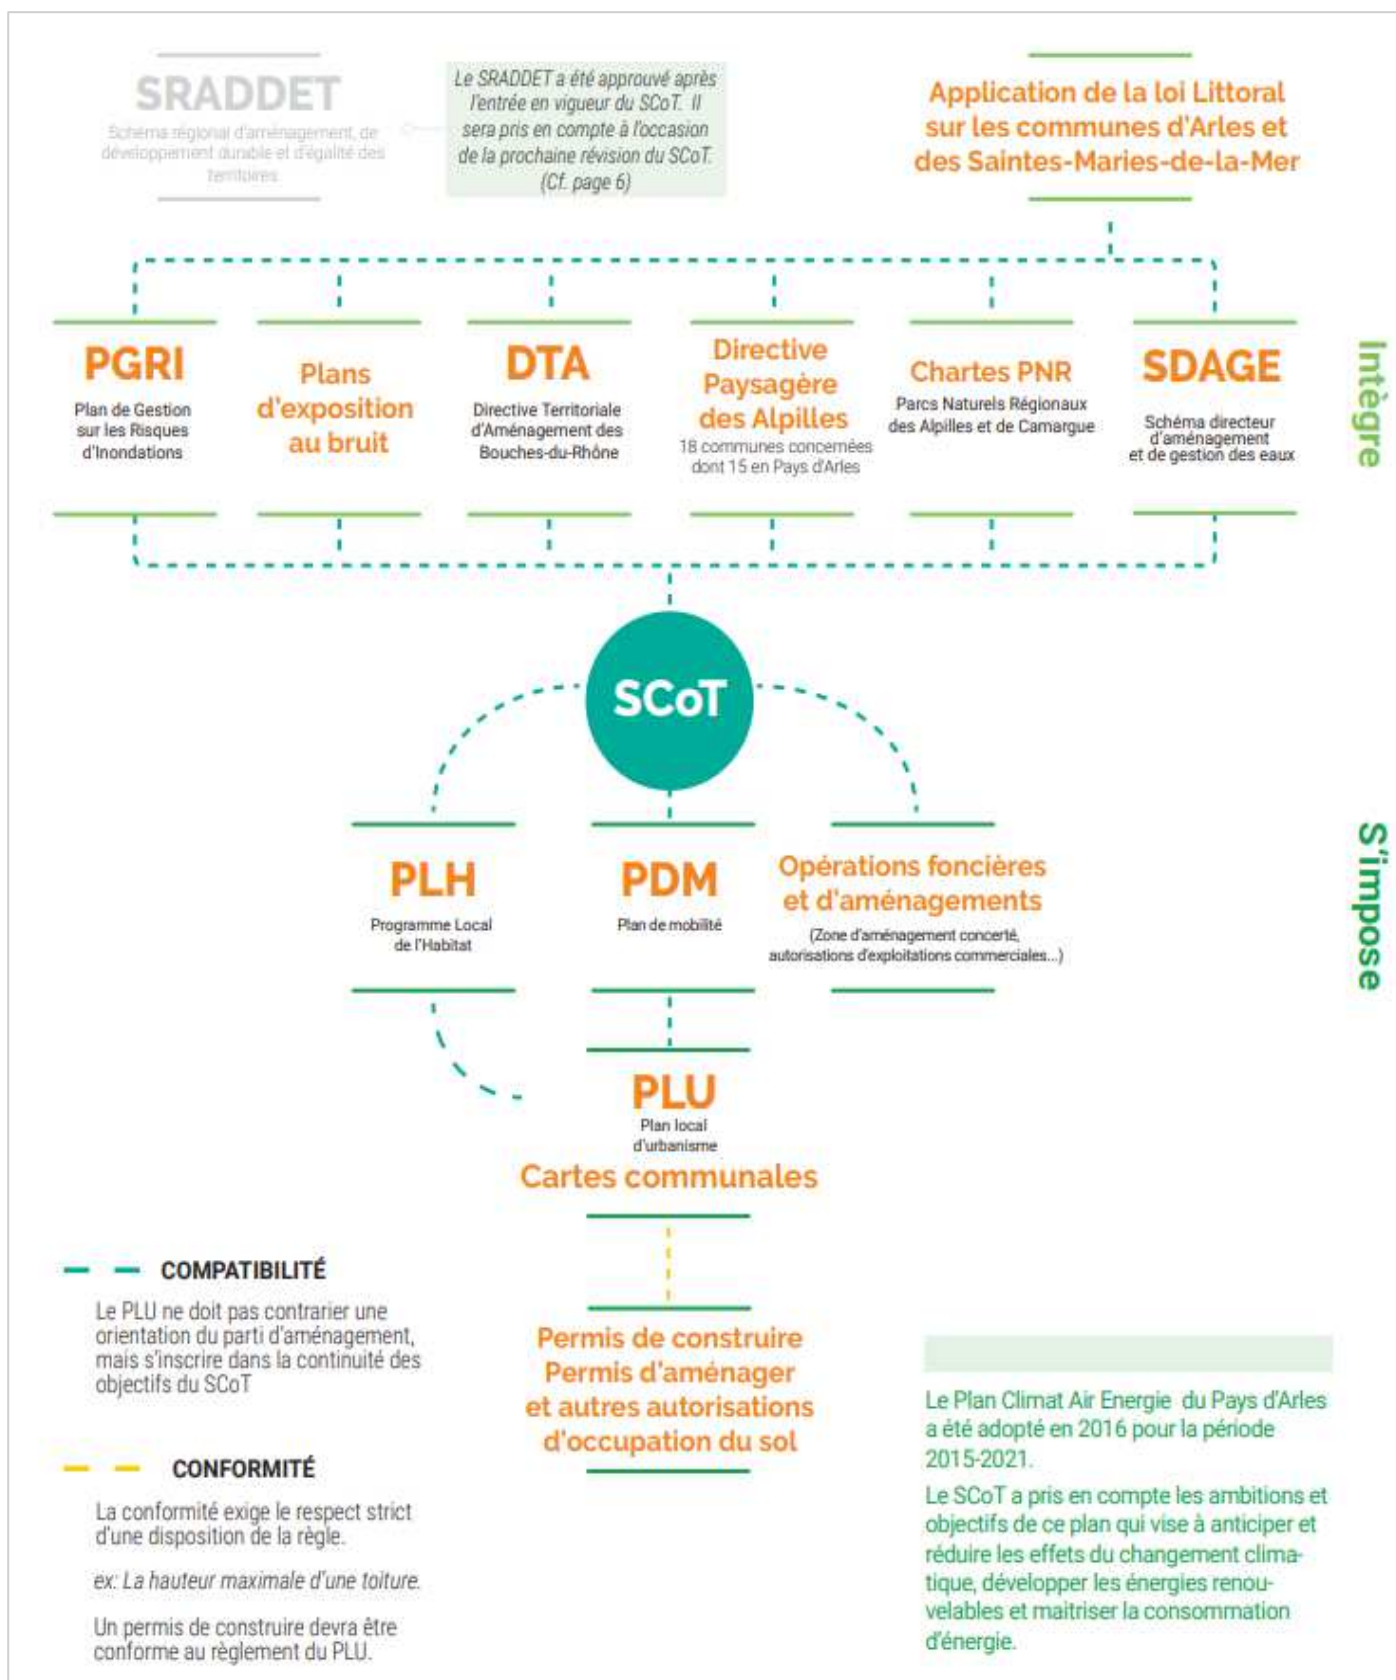 SRADDET
Schéma régional d'aménagement, de
développement durable et d'égalité des
territoires
Le SRADDET a été approuvé après
l'entrée en vigueur du SCoT. Il
sera pris en compte à l'occasion
de la prochaine révision du SCoT.
(Cf. page 6)
Application de la loi Littoral
sur les communes d'Arles et
des Saintes-Maries-de-la-Mer
PGRI
Plan de Gestion
sur les Risques
d'Inondations
Plans
d'exposition
au bruit
DTA
Directive Territoriale
d'Aménagement des
Bouches-du-Rhône
Directive
Paysagère
des Alpilles
18 communes concernées
dont 15 en Pays d'Arles
Chartes PNR
Parcs Naturels Régionaux
des Alpilles et de Camargue
SDAGE
Schéma directeur
d'aménagement
et de gestion des eaux
Intègre
SCoT
PLH
Programme Local
de l'Habitat
PDM
Plan de mobilité
Opérations foncières
et d'aménagements
(Zone d'aménagement concerté,
autorisations d'exploitations commerciales...)
S'impose
PLU
Plan local
d'urbanisme
Cartes communales
Permis de construire
Permis d'aménager
et autres autorisations
d'occupation du sol
COMPATIBILITÉ
Le PLU ne doit pas contrarier une
orientation du parti d'aménagement,
mais s'inscrire dans la continuité des
objectifs du SCoT
CONFORMITÉ
La conformité exige le respect strict
d'une disposition de la règle.
ex: La hauteur maximale d'une toiture.
Un permis de construire devra être
conforme au règlement du PLU.
Le Plan Climat Air Energie du Pays d'Arles
a été adopté en 2016 pour la période
2015-2021.
Le SCoT a pris en compte les ambitions et
objectifs de ce plan qui vise à anticiper et
réduire les effets du changement clima-
tique, développer les énergies renou-
velables et maitriser la consommation
d'énergie.